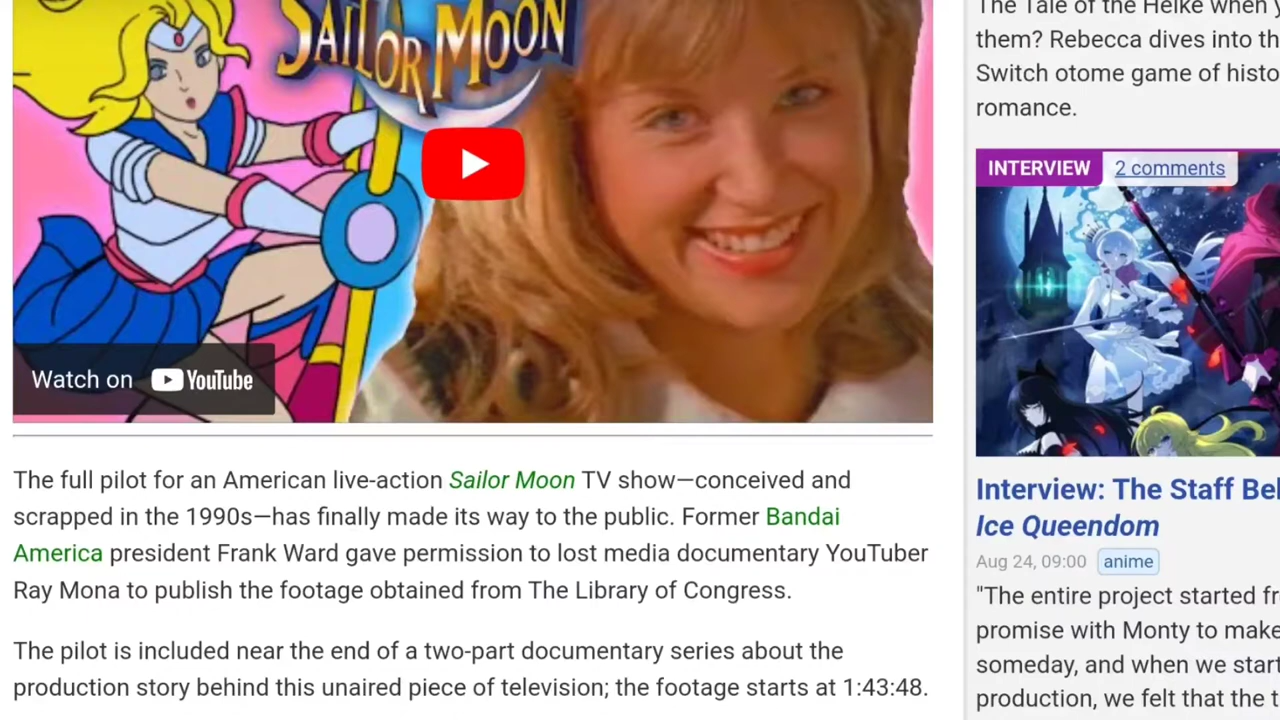 SAILOR MOON
Watch on YouTube
The full pilot for an American live-action Sailor Moon TV show—conceived and
scrapped in the 1990s—has finally made its way to the public. Former Bandai
America president Frank Ward gave permission to lost media documentary YouTuber
Ray Mona to publish the footage obtained from The Library of Congress.
The pilot is included near the end of a two-part documentary series about the
production story behind this unaired piece of television; the footage starts at 1:43:48.
The Tale of the Heike when
them? Rebecca dives into th
Switch otome game of histo
romance.
INTERVIEW 2 comments
Interview: The Staff Be
Ice Queendom
Aug 24, 09:00 anime
"The entire project started fr
promise with Monty to make
someday, and when we start
production, we felt that the t